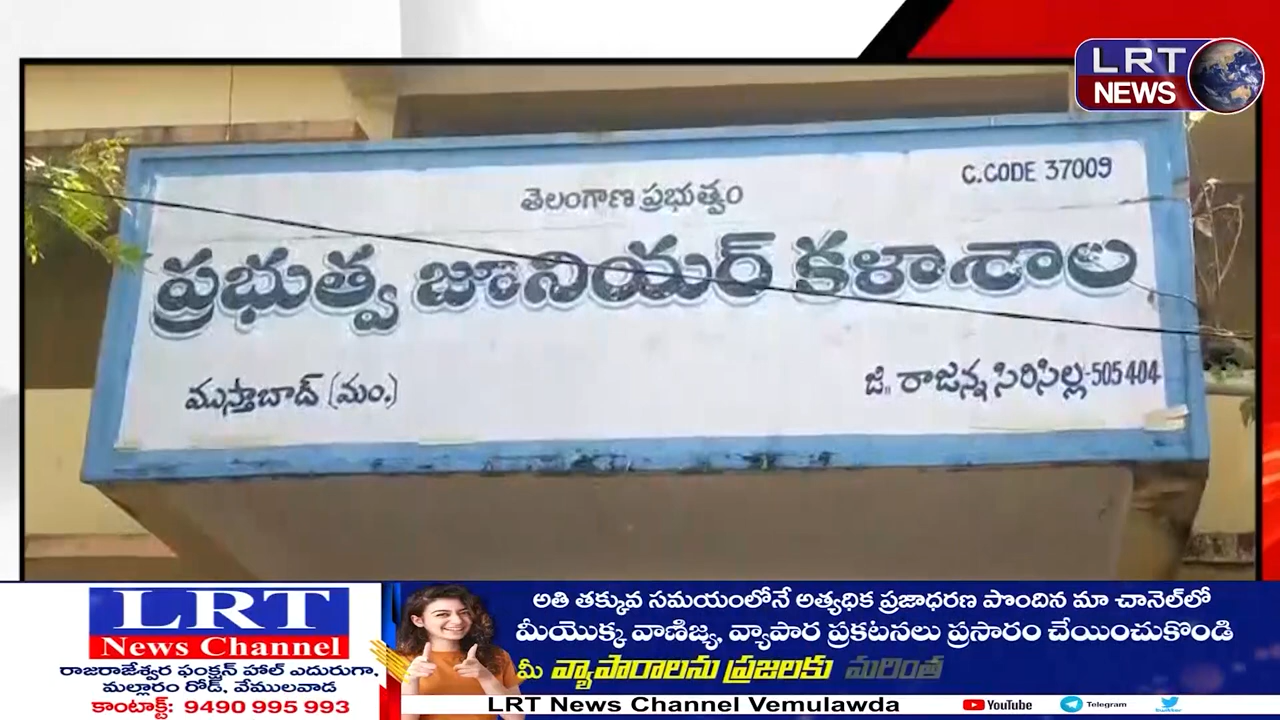 LRT
NEWS
C.CODE 37009
తెలంగాణ ప్రభుత్వం
ప్రభుత్వ జూనియర్ కళాశాల
ముస్తాబాద్ (మం.)
జి॥ రాజన్న సిరిసిల్ల-505 404
LRT
News Channel
రాజరాజేశ్వర ఫంక్షన్ హాల్ ఎదురుగా,
మల్లారం రోడ్, వేములవాడ
కాంటాక్ట్: 9490 995 993
అతి తక్కువ సమయంలోనే అత్యధిక ప్రజాధరణ పొందిన మా చానెల్‌లో
మీయొక్క వాణిజ్య, వ్యాపార ప్రకటనలు ప్రసారం చేయించుకొండి
మీ వ్యాపారాలను ప్రజలకు మరింత
LRT News Channel Vemulawada
YouTube
Telegram
twitter